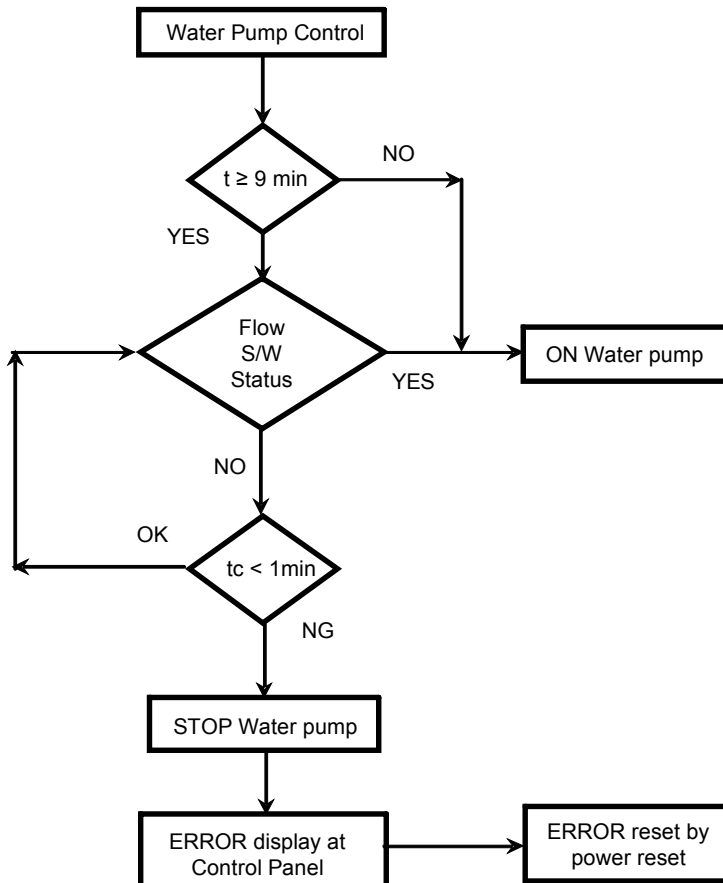 Water Pump Control
t ≥ 9 min
NO
YES
Flow
S/W
Status
YES
ON Water pump
NO
OK
tc < 1min
NG
STOP Water pump
ERROR display at
Control Panel
ERROR reset by
power reset